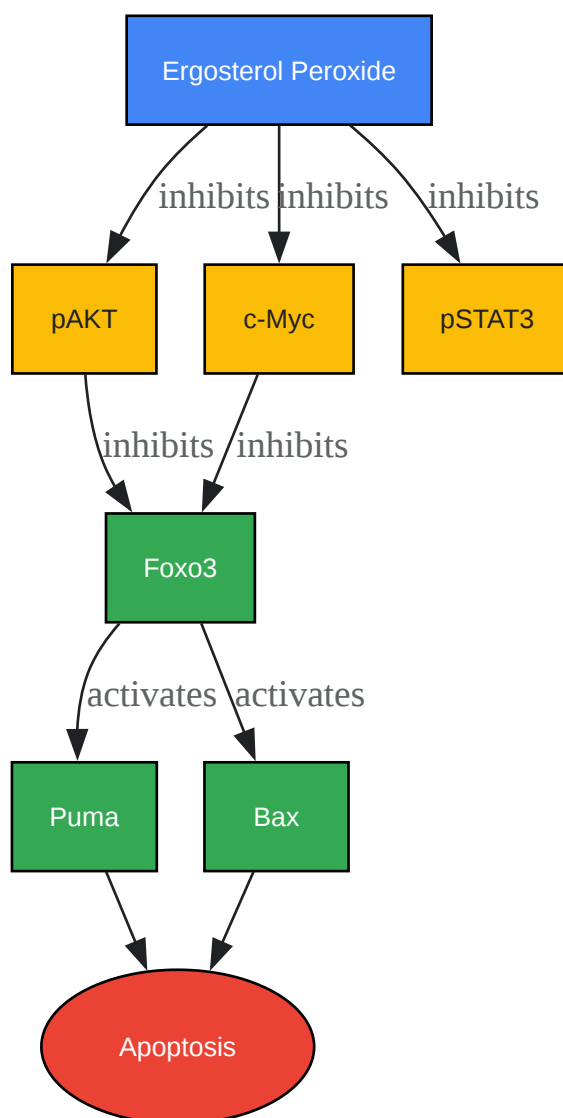 Ergosterol Peroxide
inhibits inhibits inhibits
pAKT c-Myc pSTAT3
inhibits inhibits
Foxo3
activates activates
Puma Bax
Apoptosis